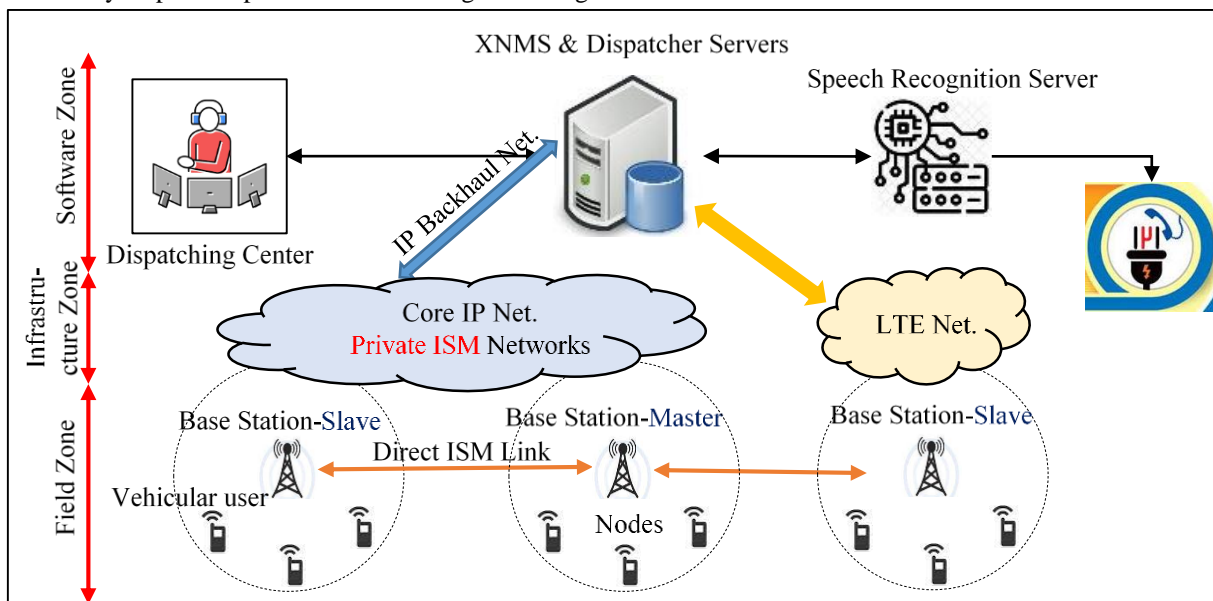 XNMS & Dispatcher Servers
Speech Recognition Server
Software Zone
IP Backhaul Net.
Dispatching Center
Infrastru-
cture Zone
Core IP Net.
Private ISM Networks
LTE Net.
Field Zone
Base Station-Slave
Base Station-Master
Base Station-Slave
Direct ISM Link
Vehicular user
Nodes